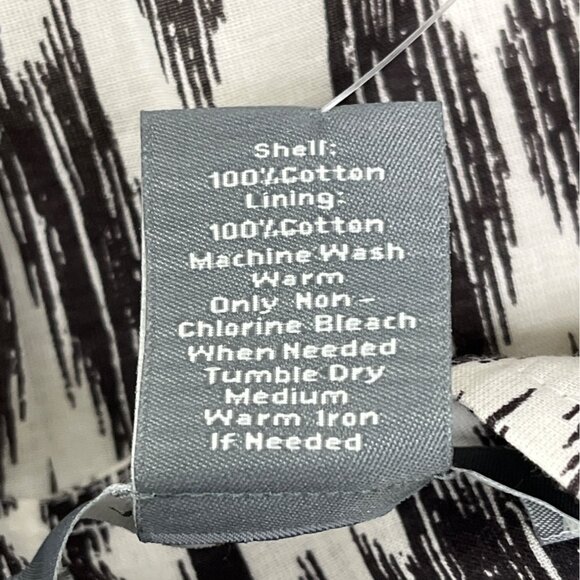 Shell:
100%Cotton
Lining:
100%Cotton
Machine Wash
Warm
Only Non-
Chlorine Bleach
When Needed
Tumble Dry
Medium
Warm Iron
If Needed